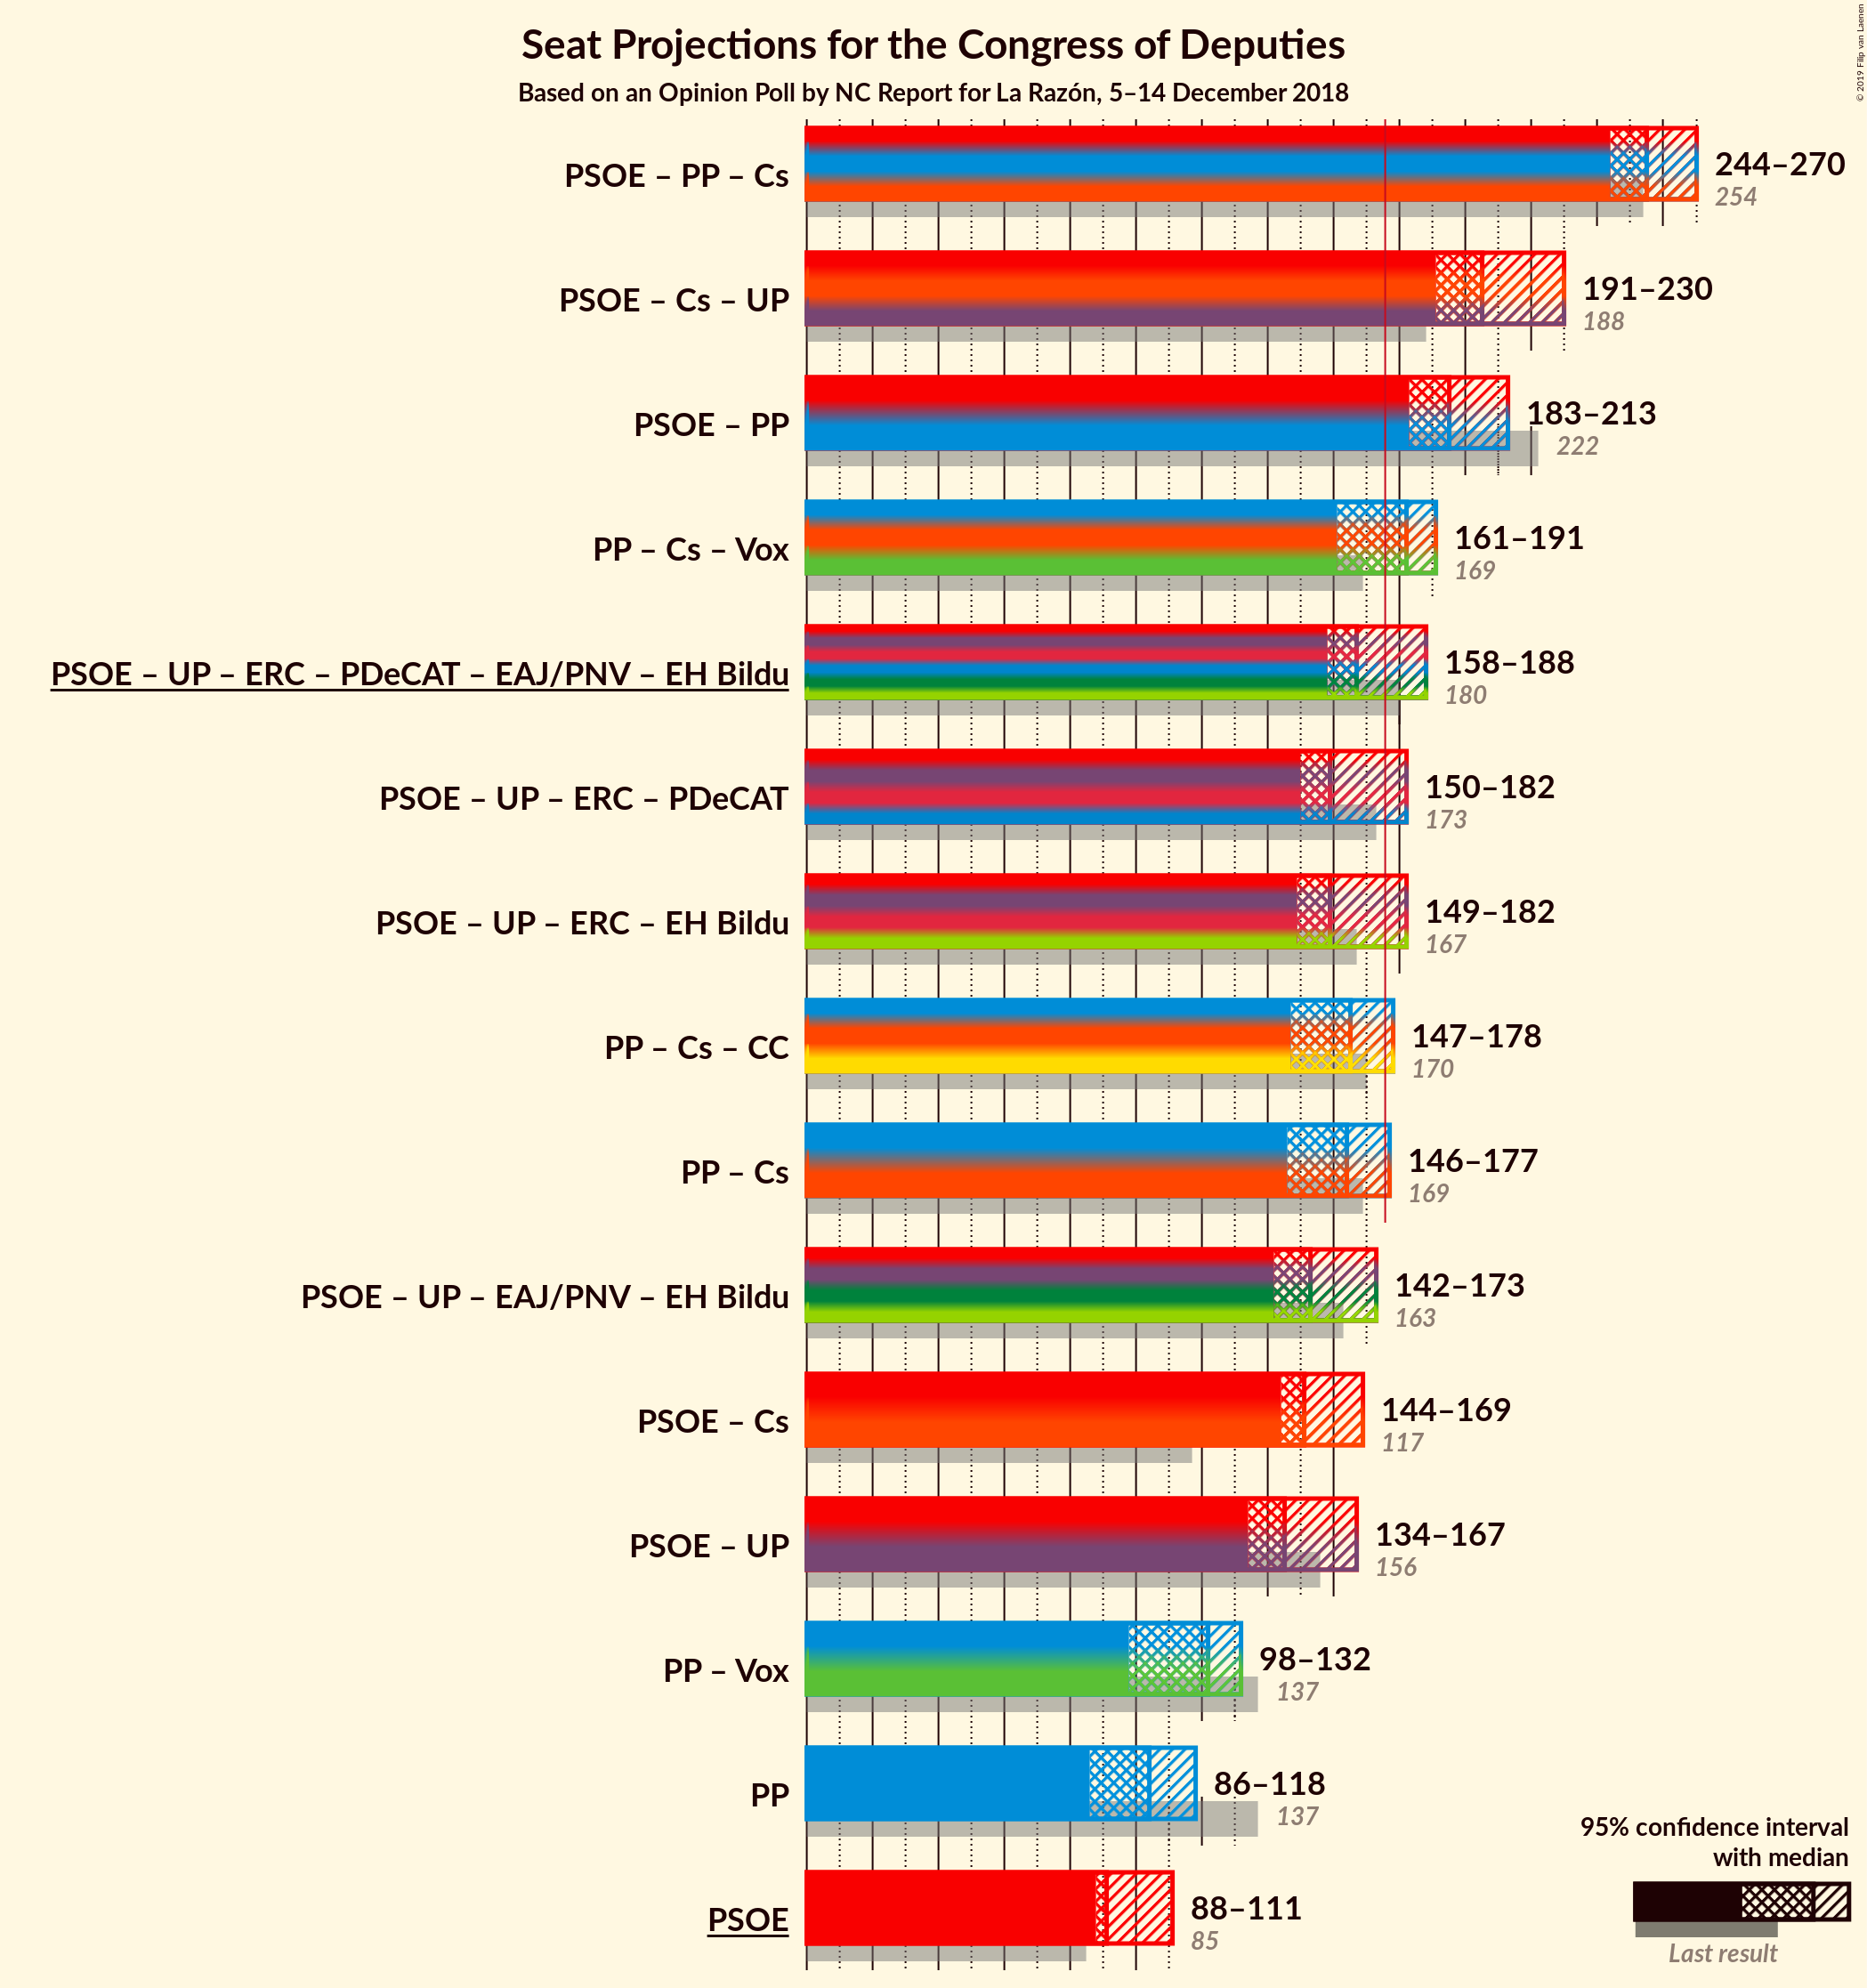 Seat Projections for the Congress of Deputies
Based on an Opinion Poll by NC Report for La Razón, 5–14 December 2018
© 2019 Filip van Laenen
PSOE – PP – Cs
244–270
254
PSOE – Cs – UP
191–230
188
PSOE – PP
183–213
222
PP – Cs – Vox
161–191
169
PSOE – UP – ERC – PDeCAT – EAJ/PNV – EH Bildu
158–188
180
PSOE – UP – ERC – PDeCAT
150–182
173
PSOE – UP – ERC – EH Bildu
149–182
167
PP – Cs – CC
147–178
170
PP – Cs
146–177
169
PSOE – UP – EAJ/PNV – EH Bildu
142–173
163
PSOE – Cs
144–169
117
PSOE – UP
134–167
156
PP – Vox
98–132
137
PP
86–118
137
PSOE
88–111
85
95% confidence interval
with median
Last result